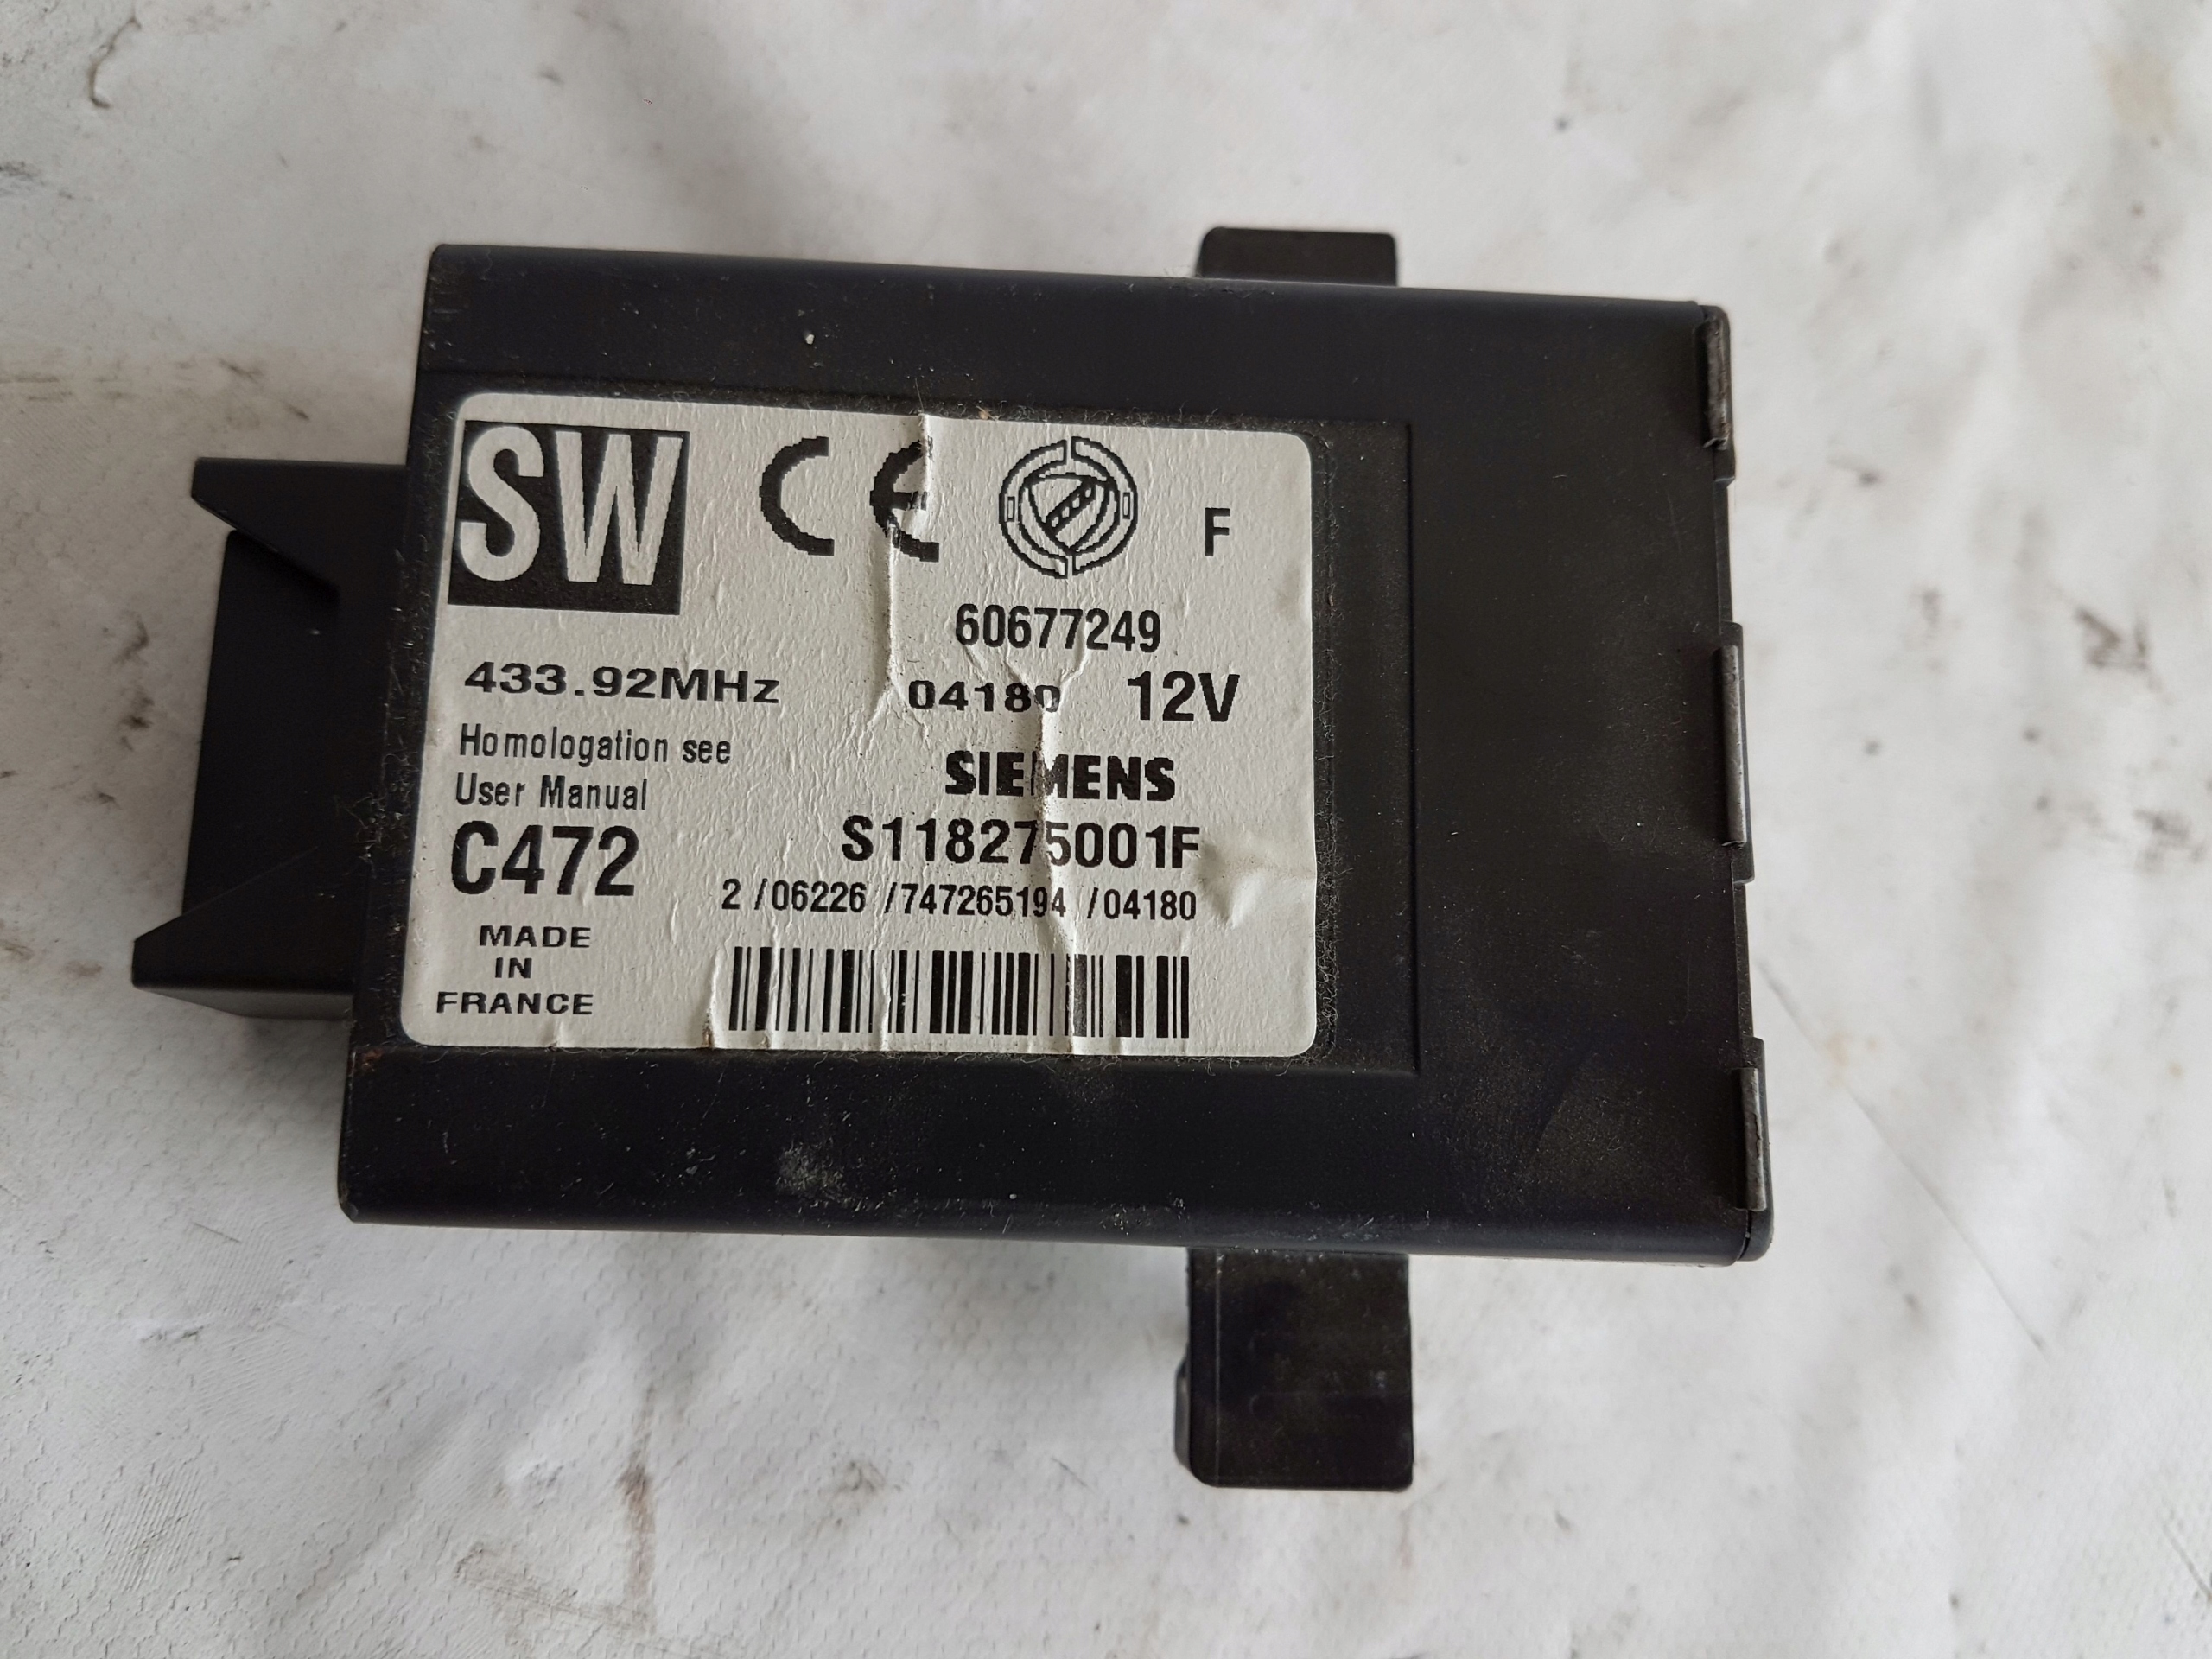 SW CE F
60677249
433.92MHz 04180 12V
Homologation see
User Manual
SIEMENS
C472 S118275001F
2 /06226 /747265194 /04180
MADE
IN
FRANCE